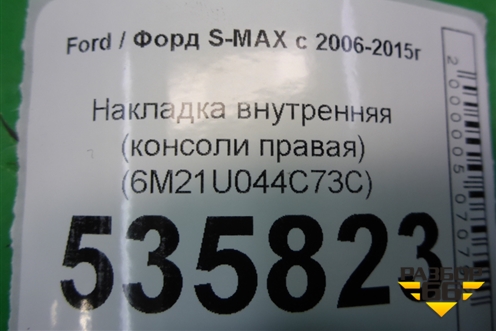 Ford / Форд S-MAX с 2006-2015г
Накладка внутренняя
(консоли правая)
(6M21U044C73C)
535823